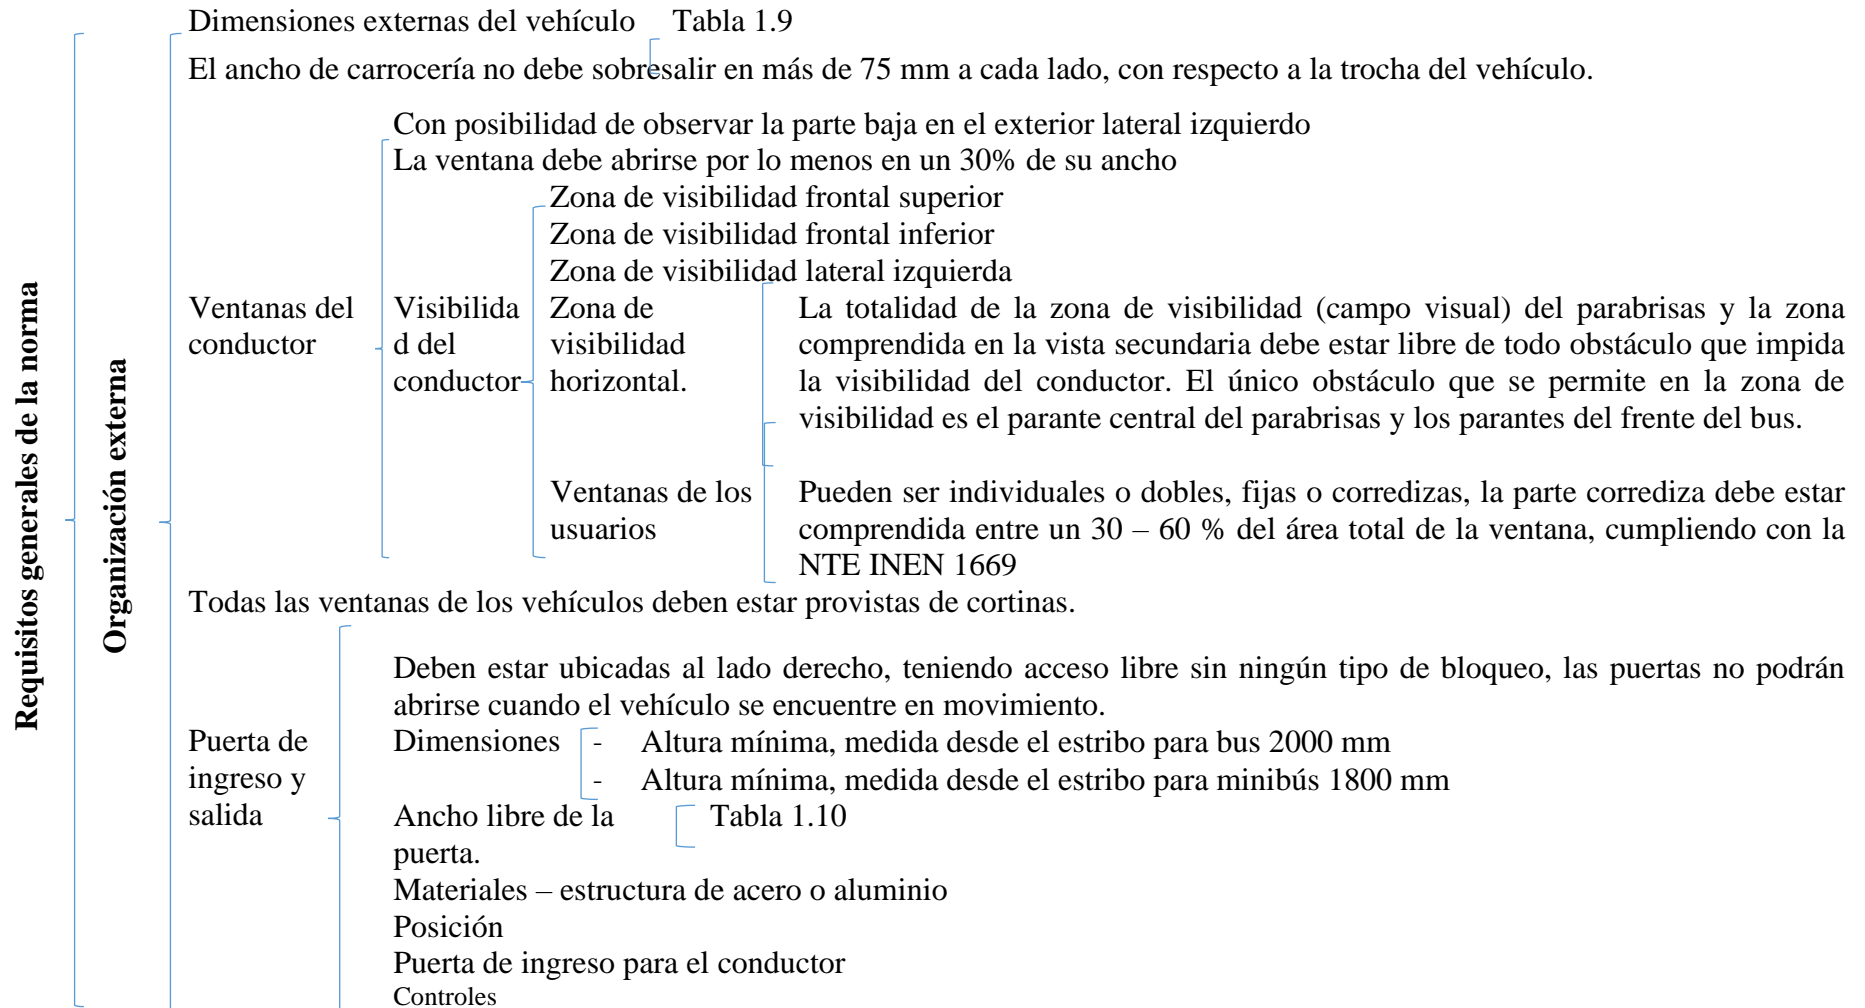 Requisitos generales de la norma
Organización externa
Dimensiones externas del vehículo Tabla 1.9
El ancho de carrocería no debe sobresalir en más de 75 mm a cada lado, con respecto a la trocha del vehículo.
Ventanas del
conductor
Con posibilidad de observar la parte baja en el exterior lateral izquierdo
La ventana debe abrirse por lo menos en un 30% de su ancho
Visibilida
d del
conductor
Zona de visibilidad frontal superior
Zona de visibilidad frontal inferior
Zona de visibilidad lateral izquierda
Zona de
visibilidad
horizontal.
La totalidad de la zona de visibilidad (campo visual) del parabrisas y la zona
comprendida en la vista secundaria debe estar libre de todo obstáculo que impida
la visibilidad del conductor. El único obstáculo que se permite en la zona de
visibilidad es el parante central del parabrisas y los parantes del frente del bus.
Ventanas de los
usuarios
Pueden ser individuales o dobles, fijas o corredizas, la parte corrediza debe estar
comprendida entre un 30 – 60 % del área total de la ventana, cumpliendo con la
NTE INEN 1669
Todas las ventanas de los vehículos deben estar provistas de cortinas.
Puerta de
ingreso y
salida
Deben estar ubicadas al lado derecho, teniendo acceso libre sin ningún tipo de bloqueo, las puertas no podrán
abrirse cuando el vehículo se encuentre en movimiento.
Dimensiones
- Altura mínima, medida desde el estribo para bus 2000 mm
- Altura mínima, medida desde el estribo para minibús 1800 mm
Ancho libre de la
puerta.
Tabla 1.10
Materiales – estructura de acero o aluminio
Posición
Puerta de ingreso para el conductor
Controles